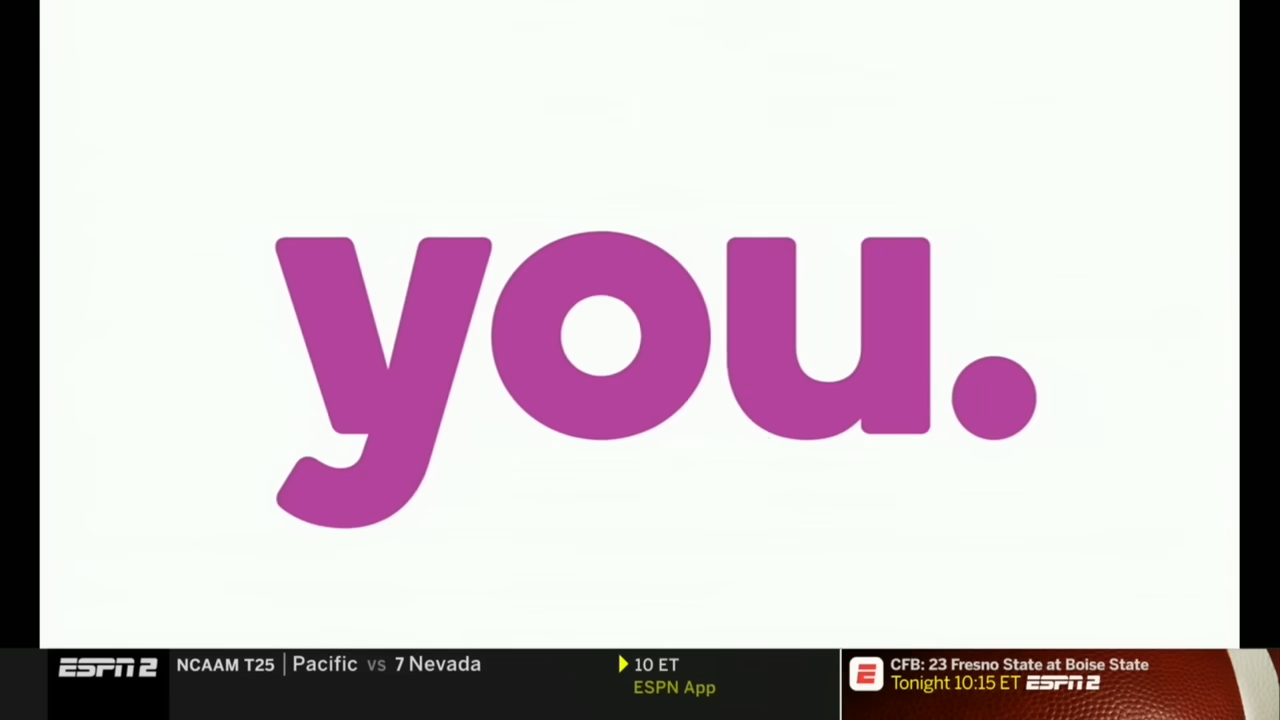 you.
ESPN2 NCAAM T25 Pacific vs 7 Nevada 10 ET
ESPN App
CFB: 23 Fresno State at Boise State
Tonight 10:15 ET ESPN2